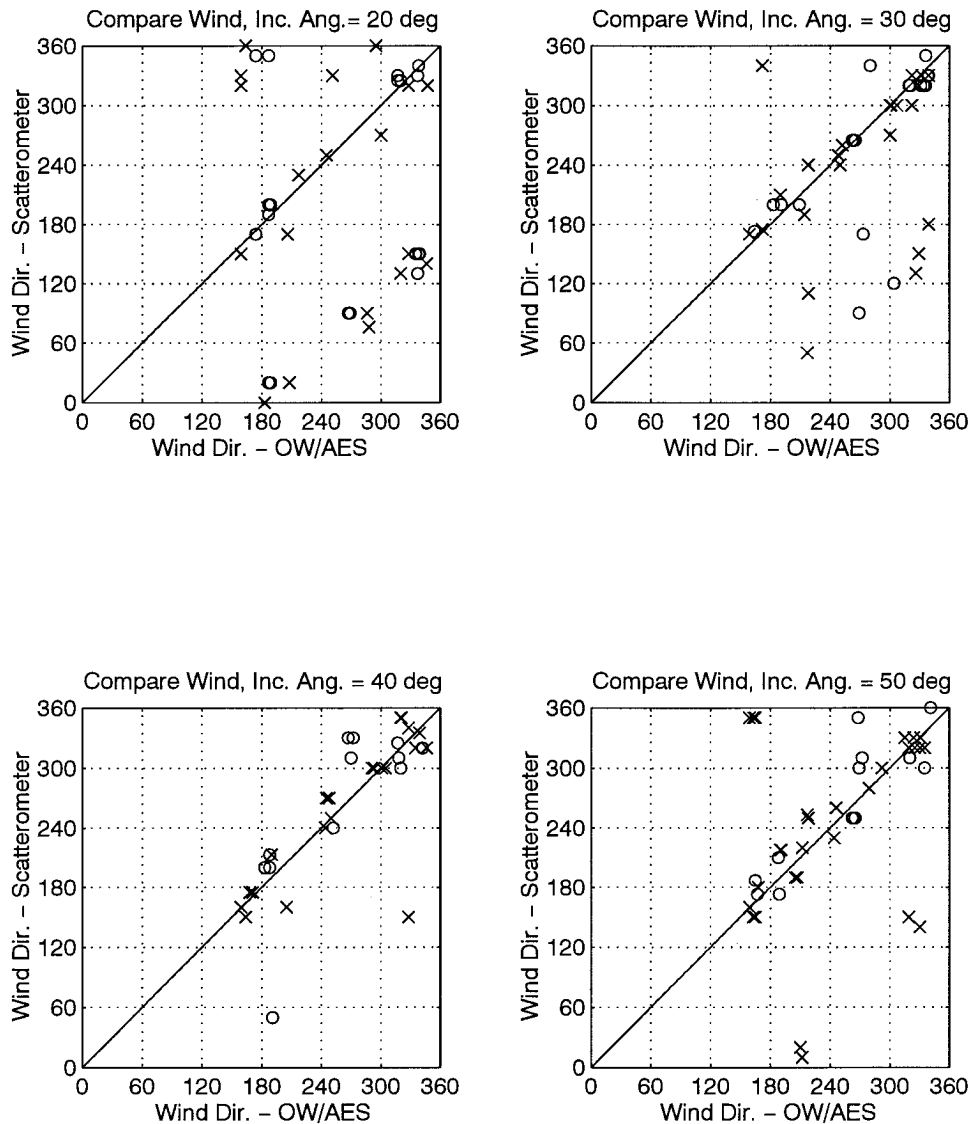 Compare Wind, Inc. Ang.= 20 deg
360
300
240
180
120
60
0
Wind Dir. – Scatterometer
0 60 120 180 240 300 360
Wind Dir. – OW/AES
Compare Wind, Inc. Ang. = 30 deg
360
300
240
180
120
60
0
Wind Dir. – Scatterometer
0 60 120 180 240 300 360
Wind Dir. – OW/AES
Compare Wind, Inc. Ang. = 40 deg
360
300
240
180
120
60
0
Wind Dir. – Scatterometer
0 60 120 180 240 300 360
Wind Dir. – OW/AES
Compare Wind, Inc. Ang. = 50 deg
360
300
240
180
120
60
0
Wind Dir. – Scatterometer
0 60 120 180 240 300 360
Wind Dir. – OW/AES